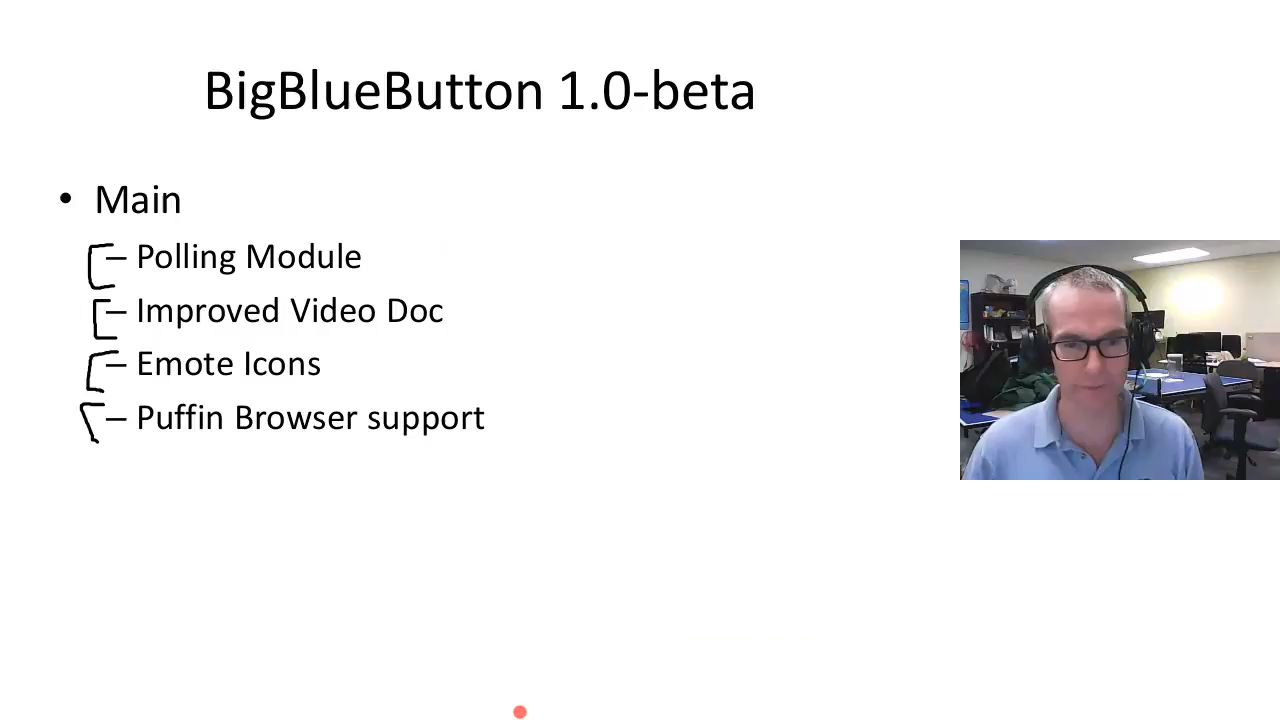 BigBlueButton 1.0-beta
• Main
– Polling Module
– Improved Video Doc
– Emote Icons
– Puffin Browser support